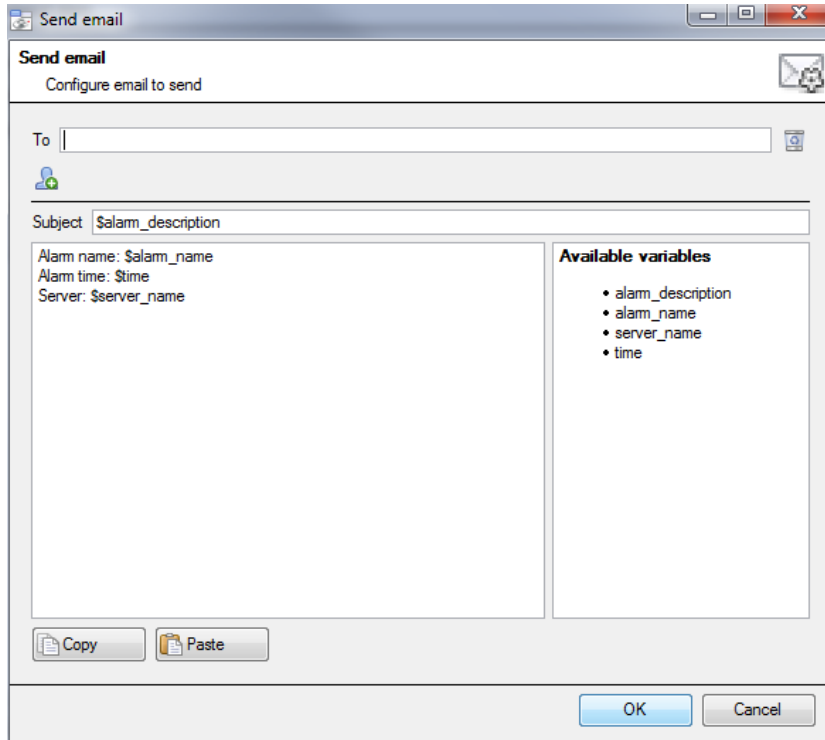 Send email
Send email
Configure email to send
To
Subject $alarm_description
Alarm name: $alarm_name
Alarm time: $time
Server: $server_name
Available variables
• alarm_description
• alarm_name
• server_name
• time
Copy Paste
OK Cancel